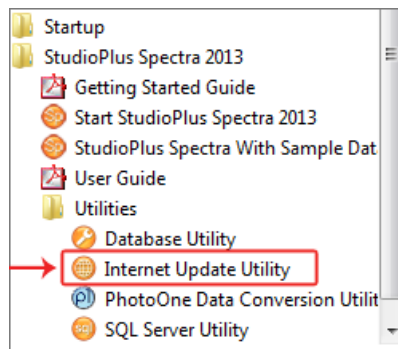 Startup
StudioPlus Spectra 2013
Getting Started Guide
Start StudioPlus Spectra 2013
StudioPlus Spectra With Sample Dat
User Guide
Utilities
Database Utility
Internet Update Utility
PhotoOne Data Conversion Utilit
SQL Server Utility